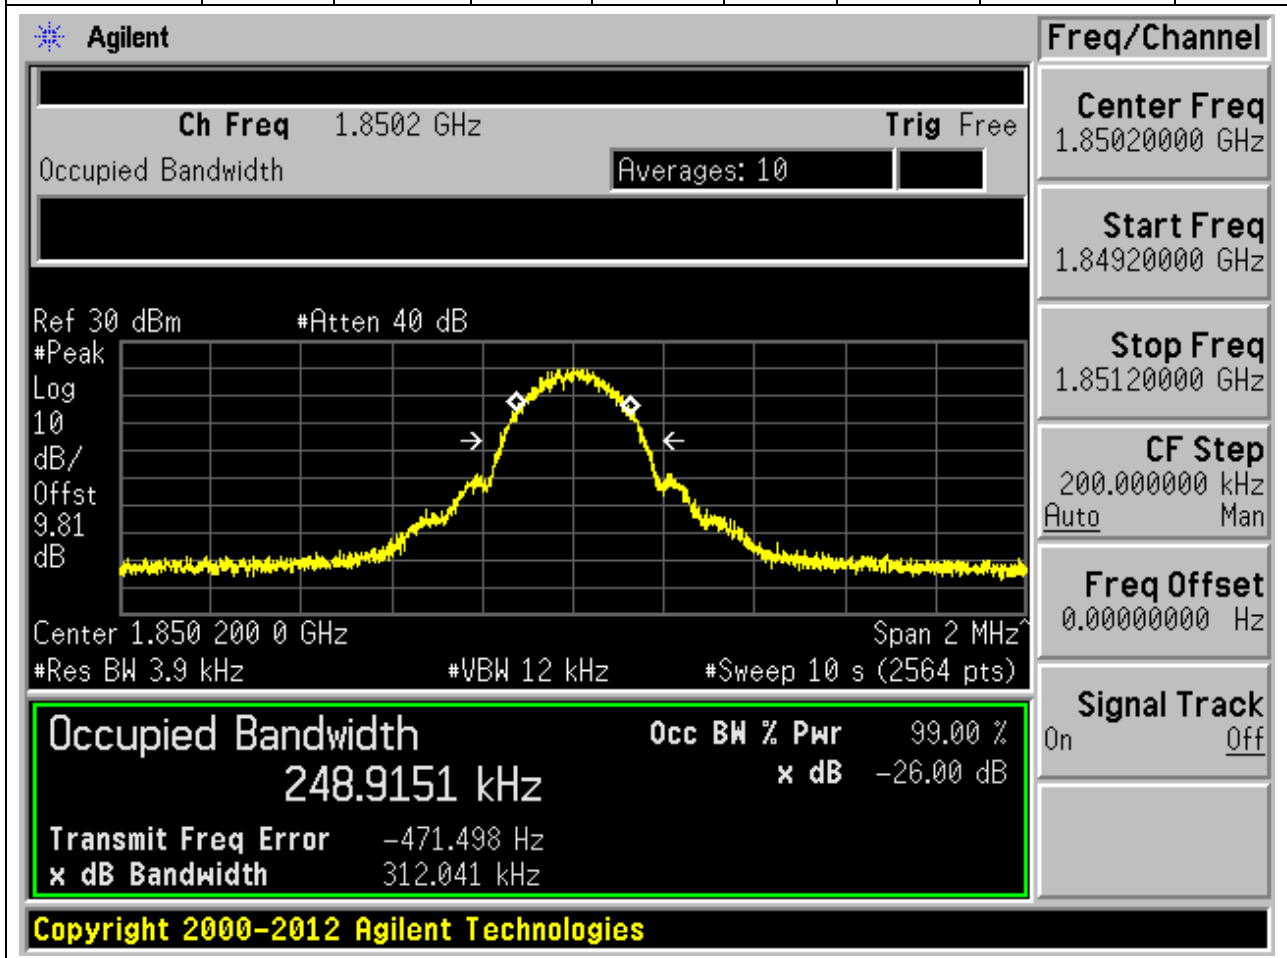 Agilent
Freq/Channel
Ch Freq 1.8502 GHz Trig Free
Occupied Bandwidth Averages: 10
Center Freq
1.85020000 GHz
Start Freq
1.84920000 GHz
Stop Freq
1.85120000 GHz
CF Step
200.000000 kHz
Auto Man
Freq Offset
0.00000000 Hz
Signal Track
On Off
Ref 30 dBm #Atten 40 dB
#Peak
Log
10
dB/
Offst
9.81
dB
Center 1.850 200 0 GHz Span 2 MHz^
#Res BW 3.9 kHz #VBW 12 kHz #Sweep 10 s (2564 pts)
Occupied Bandwidth Occ BW % Pwr 99.00 %
248.9151 kHz x dB -26.00 dB
Transmit Freq Error -471.498 Hz
x dB Bandwidth 312.041 kHz
Copyright 2000-2012 Agilent Technologies